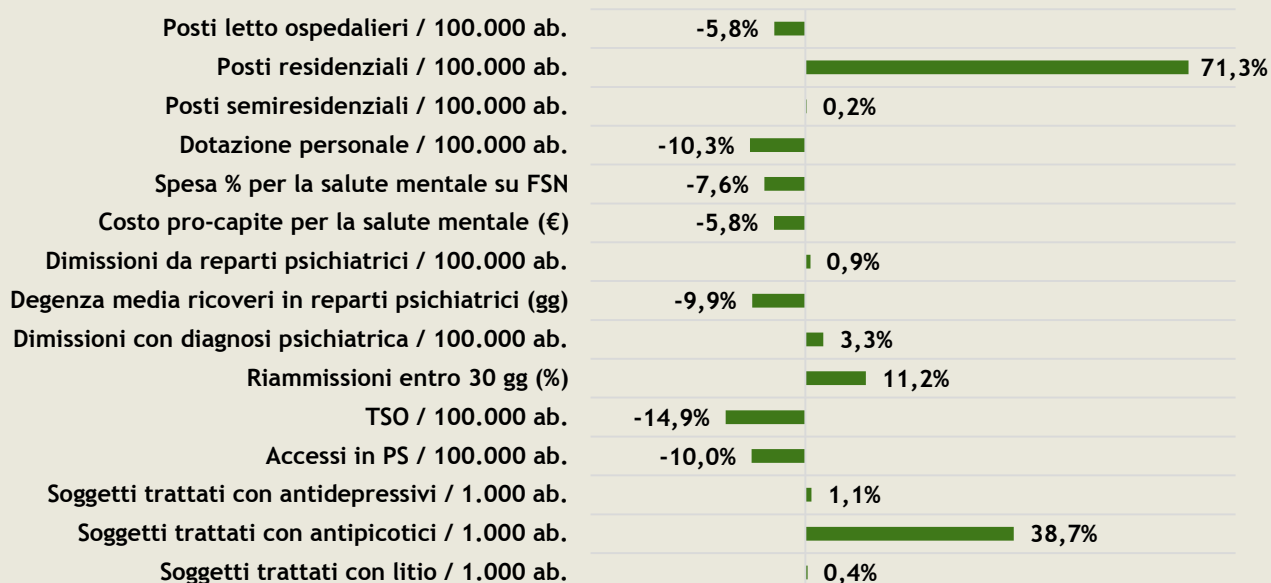 Posti letto ospedalieri / 100.000 ab. -5,8%
Posti residenziali / 100.000 ab. 71,3%
Posti semiresidenziali / 100.000 ab. 0,2%
Dotazione personale / 100.000 ab. -10,3%
Spesa % per la salute mentale su FSN -7,6%
Costo pro-capite per la salute mentale (€) -5,8%
Dimissioni da reparti psichiatrici / 100.000 ab. 0,9%
Degenza media ricoveri in reparti psichiatrici (gg) -9,9%
Dimissioni con diagnosi psichiatrica / 100.000 ab. 3,3%
Riammissioni entro 30 gg (%) 11,2%
TSO / 100.000 ab. -14,9%
Accessi in PS / 100.000 ab. -10,0%
Soggetti trattati con antidepressivi / 1.000 ab. 1,1%
Soggetti trattati con antipicotici / 1.000 ab. 38,7%
Soggetti trattati con litio / 1.000 ab. 0,4%